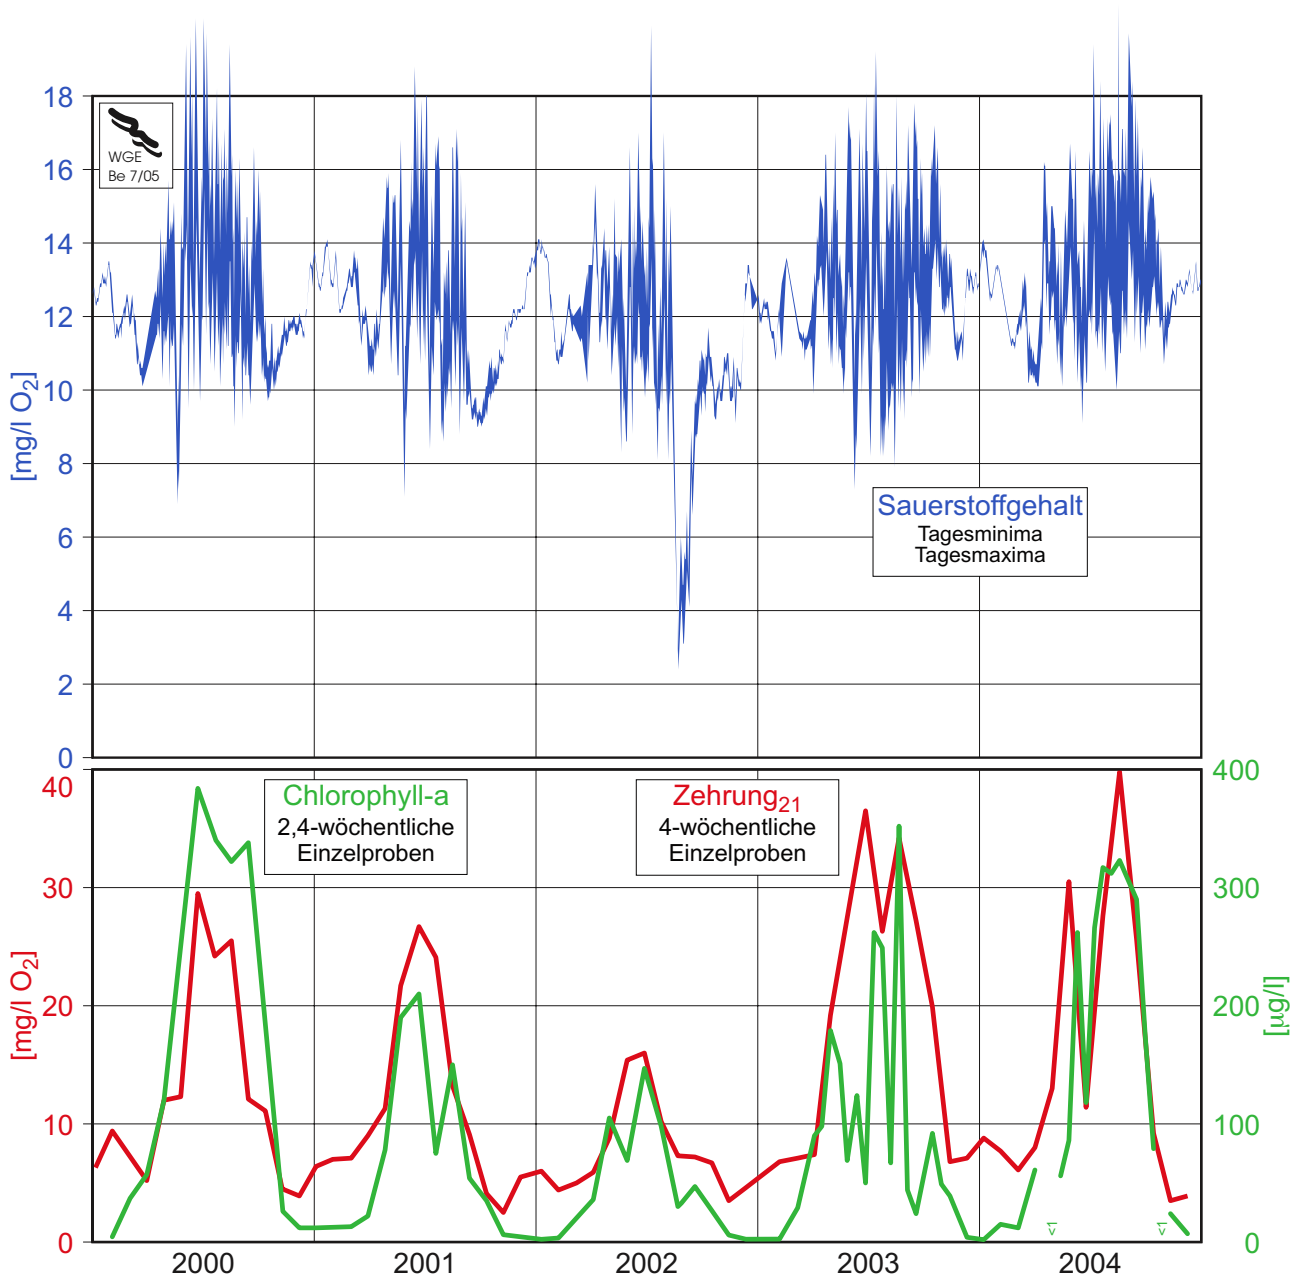 18
16
14
12
10
8
6
4
2
0
[mg/l O2]
WGE
Be 7/05
Sauerstoffgehalt
Tagesminima
Tagesmaxima
40
30
20
10
0
[mg/l O2]
Chlorophyll-a
2,4-wöchentliche
Einzelproben
Zehrung21
4-wöchentliche
Einzelproben
400
300
200
100
0
[µg/l]
<1
<1
2000
2001
2002
2003
2004